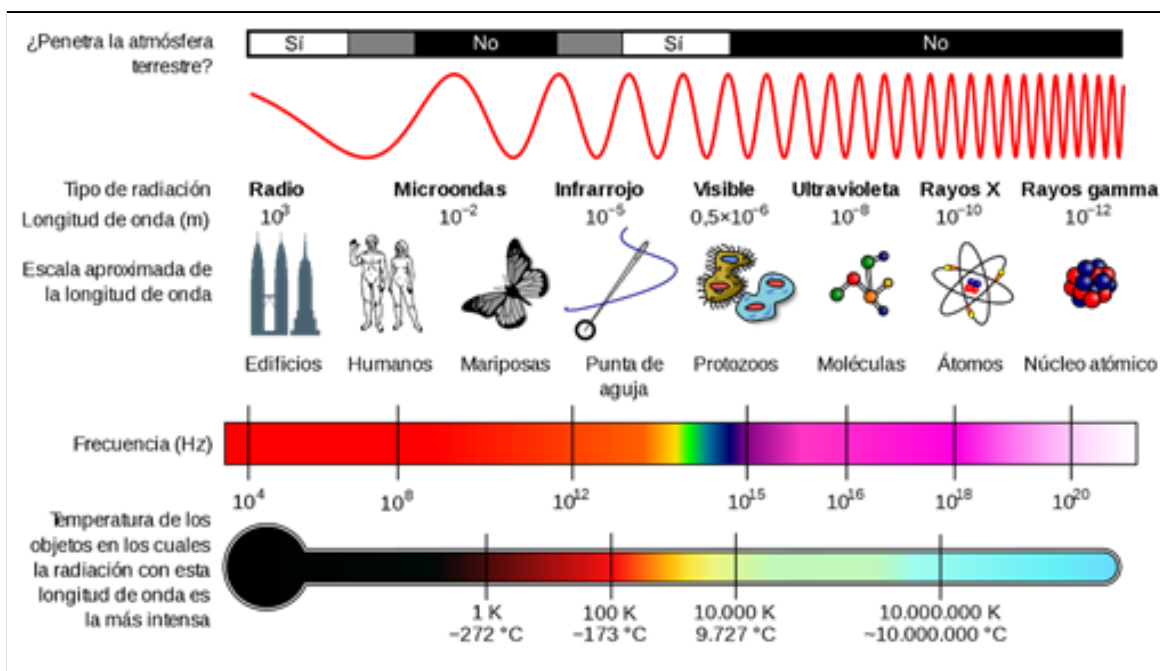 ¿Penetra la atmósfera
terrestre?
Sí No Sí No
Tipo de radiación Radio Microondas Infrarrojo Visible Ultravioleta Rayos X Rayos gamma
Longitud de onda (m) 10³ 10⁻² 10⁻⁵ 0,5×10⁻⁶ 10⁻⁸ 10⁻¹⁰ 10⁻¹²
Escala aproximada de
la longitud de onda
Edificios Humanos Mariposas Punta de Protozoos Moléculas Átomos Núcleo atómico
aguja
Frecuencia (Hz)
10⁴ 10⁸ 10¹² 10¹⁵ 10¹⁶ 10¹⁸ 10²⁰
Temperatura de los
objetos en los cuales
la radiación con esta
longitud de onda es
la más intensa
1 K 100 K 10.000 K 10.000.000 K
−272 °C −173 °C 9.727 °C ~10.000.000 °C